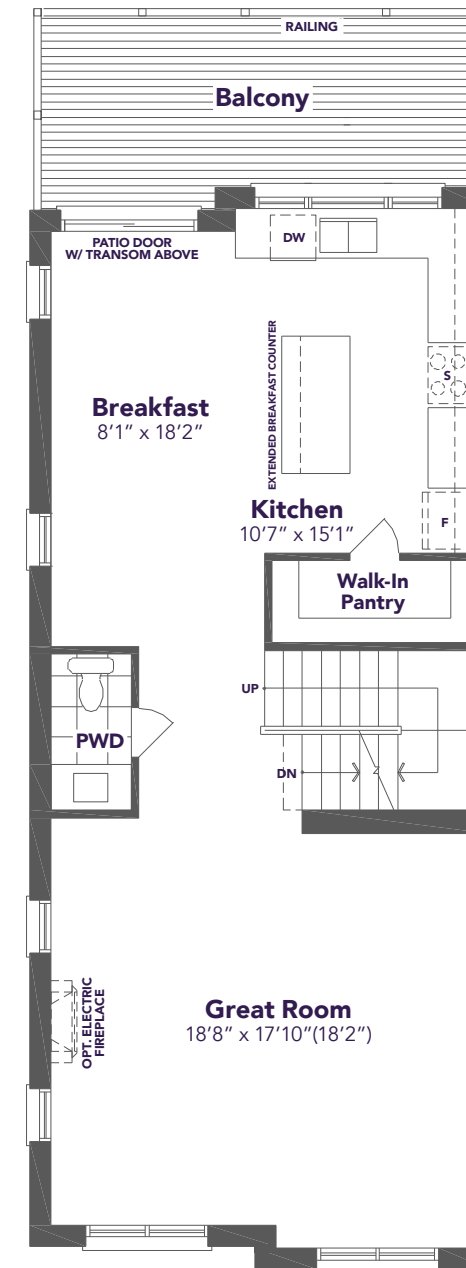 RAILING
Balcony
PATIO DOOR
W/ TRANSOM ABOVE
DW
EXTENDED BREAKFAST COUNTER
S
Breakfast
8'1" x 18'2"
Kitchen
10'7" x 15'1"
F
Walk-In
Pantry
UP
PWD
DN
OPT. ELECTRIC
FIREPLACE
Great Room
18'8" x 17'10"(18'2")